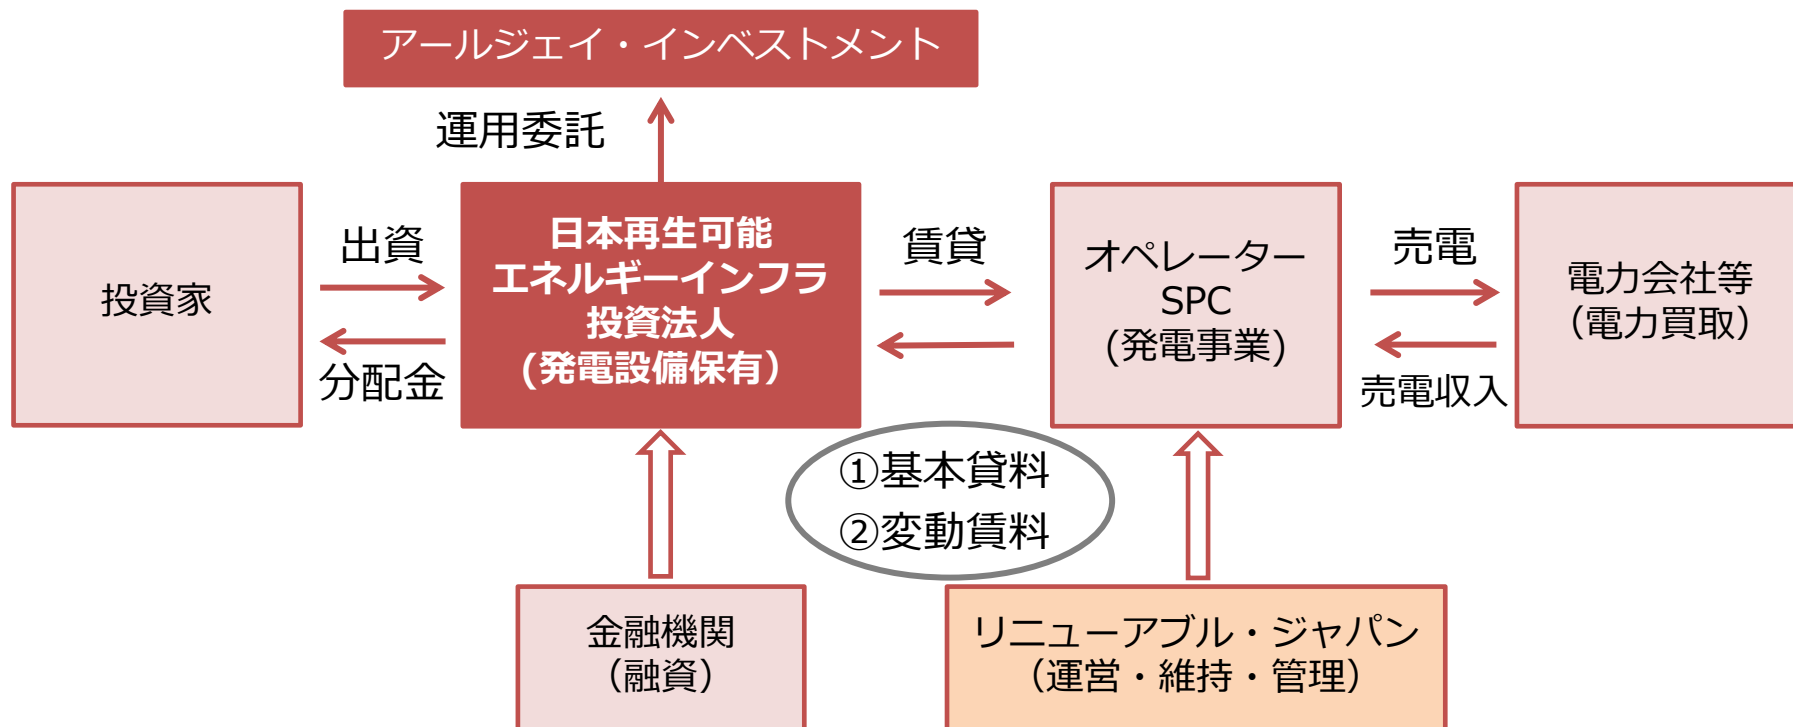 アールジェイ・インベストメント
運用委託
投資家
出資
分配金
日本再生可能
エネルギーインフラ
投資法人
(発電設備保有）
賃貸
①基本貸料
②変動賃料
オペレーター
SPC
(発電事業)
売電
売電収入
電力会社等
（電力買取）
金融機関
（融資）
リニューアブル・ジャパン
（運営・維持・管理）